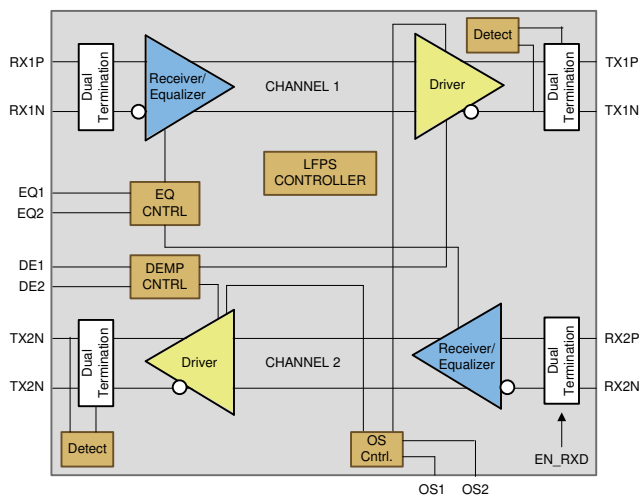 Detect
RX1P
Dual Termination
Receiver/
Equalizer
CHANNEL 1
Driver
Dual Termination
TX1P
RX1N
TX1N
LFPS
CONTROLLER
EQ1
EQ2
EQ
CNTRL
DE1
DE2
DEMP
CNTRL
TX2N
Dual Termination
Driver
CHANNEL 2
Receiver/
Equalizer
Dual Termination
RX2P
TX2N
RX2N
Detect
OS
Cntrl.
EN_RXD
OS1
OS2